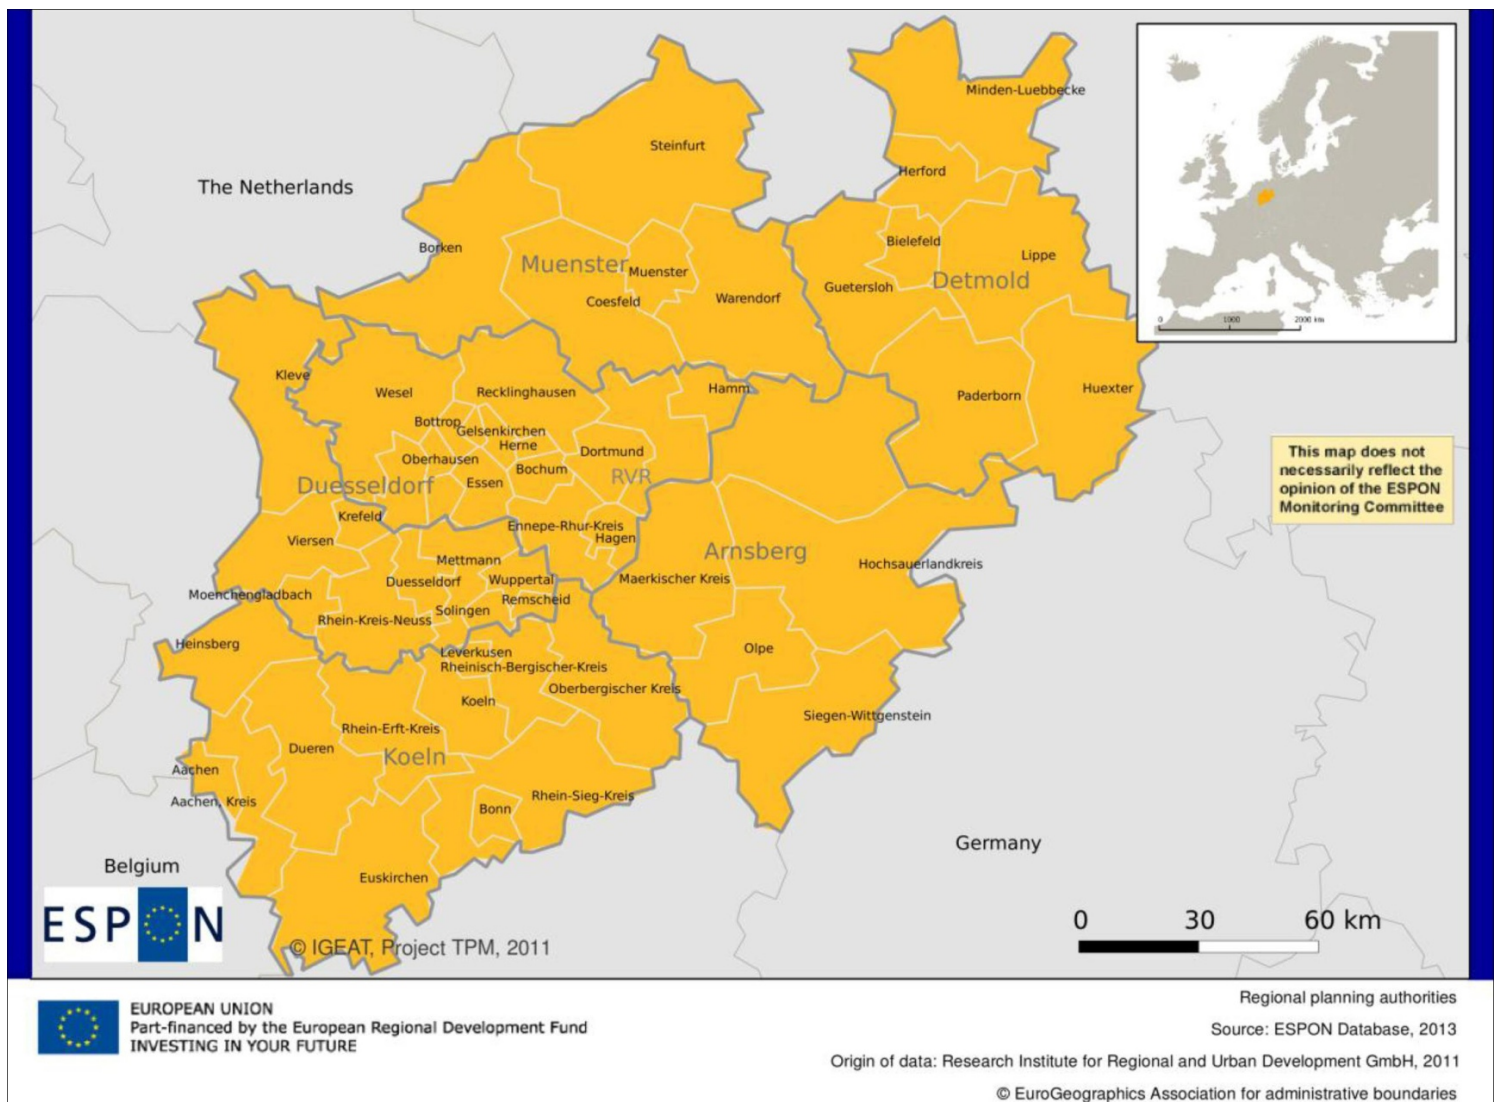 Minden-Luebbecke
Steinfurt
Herford
The Netherlands
Borken
Bielefeld
Lippe
Muenster
Muenster
Detmold
Guetersloh
Coesfeld
Warendorf
0 1000 2000 km
Kleve
Wesel
Recklinghausen
Hamm
Paderborn
Huexter
Bottrop
Gelsenkirchen
Herne
Dortmund
Oberhausen
Bochum
RVR
Essen
Duesseldorf
This map does not
necessarily reflect the
opinion of the ESPON
Monitoring Committee
Krefeld
Ennepe-Rhur-Kreis
Hagen
Viersen
Arnsberg
Mettmann
Hochsauerlandkreis
Duesseldorf
Wuppertal
Maerkischer Kreis
Moenchengladbach
Remscheid
Solingen
Rhein-Kreis-Neuss
Heinsberg
Olpe
Leverkusen
Rheinisch-Bergischer-Kreis
Oberbergischer Kreis
Koeln
Siegen-Wittgenstein
Rhein-Erft-Kreis
Dueren
Koeln
Aachen
Rhein-Sieg-Kreis
Aachen, Kreis
Bonn
Germany
Belgium
Euskirchen
ESPON
0 30 60 km
© IGEAT, Project TPM, 2011
EUROPEAN UNION
Part-financed by the European Regional Development Fund
INVESTING IN YOUR FUTURE
Regional planning authorities
Source: ESPON Database, 2013
Origin of data: Research Institute for Regional and Urban Development GmbH, 2011
© EuroGeographics Association for administrative boundaries